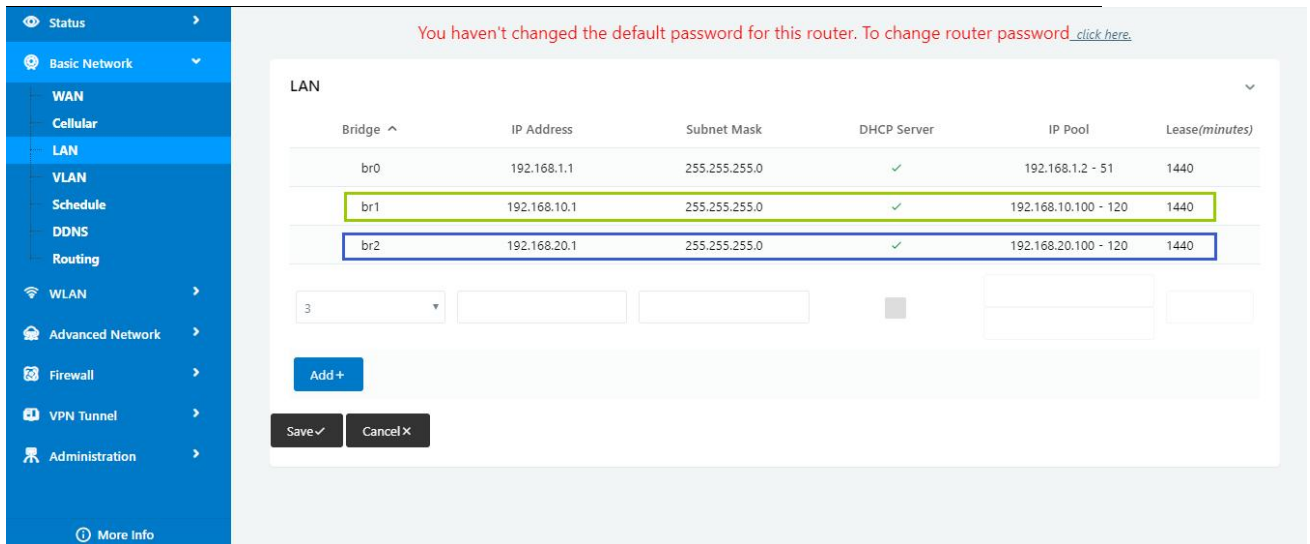 Status
Basic Network
WAN
Cellular
LAN
VLAN
Schedule
DDNS
Routing
WLAN
Advanced Network
Firewall
VPN Tunnel
Administration
More Info
You haven't changed the default password for this router. To change router password click here.
LAN
Bridge IP Address Subnet Mask DHCP Server IP Pool Lease(minutes)
br0 192.168.1.1 255.255.255.0 ✓ 192.168.1.2 - 51 1440
br1 192.168.10.1 255.255.255.0 ✓ 192.168.10.100 - 120 1440
br2 192.168.20.1 255.255.255.0 ✓ 192.168.20.100 - 120 1440
3
Add+
Save✓ Cancel×